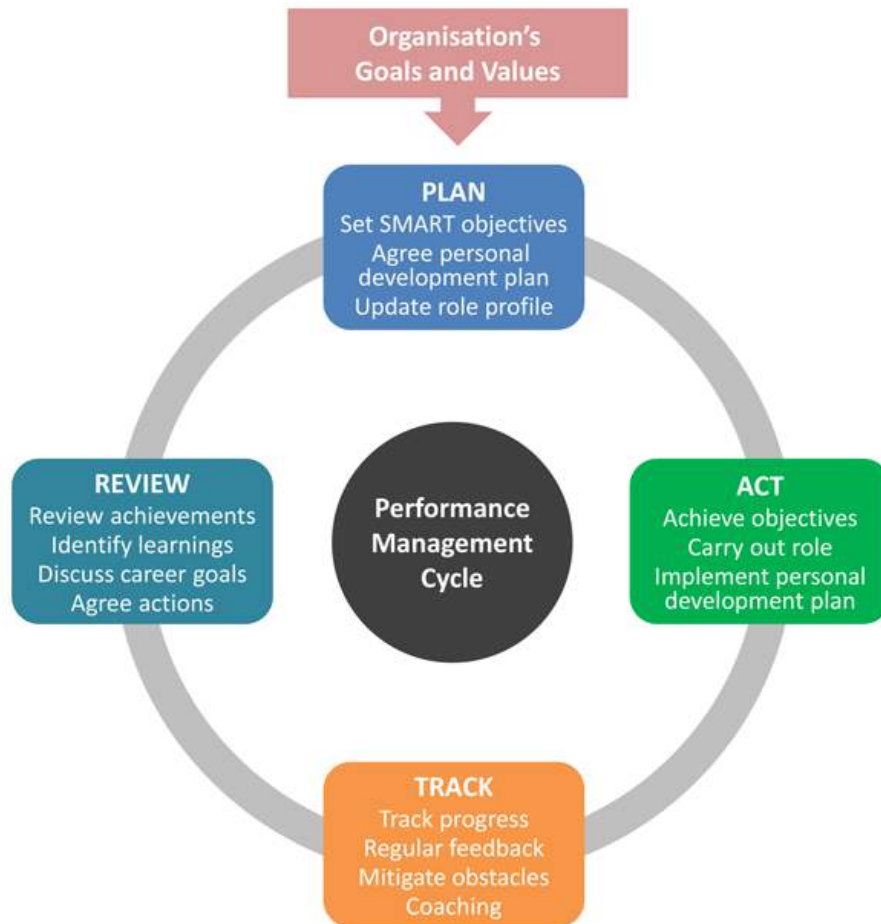 Organisation's
Goals and Values
PLAN
Set SMART objectives
Agree personal
development plan
Update role profile
REVIEW
Review achievements
Identify learnings
Discuss career goals
Agree actions
Performance
Management
Cycle
ACT
Achieve objectives
Carry out role
Implement personal
development plan
TRACK
Track progress
Regular feedback
Mitigate obstacles
Coaching